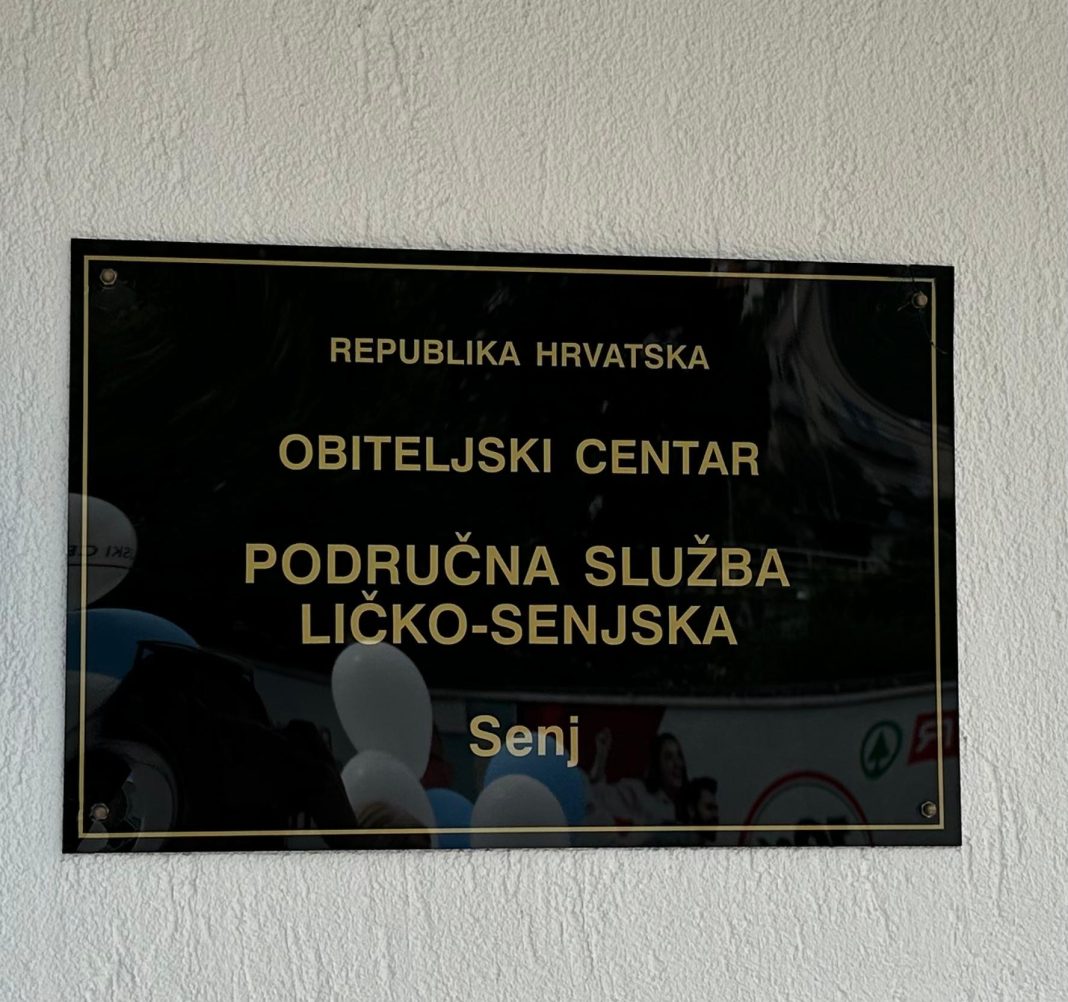 REPUBLIKA HRVATSKA
OBITELJSKI CENTAR
PODRUČNA SLUŽBA
LIČKO-SENJSKA
Senj